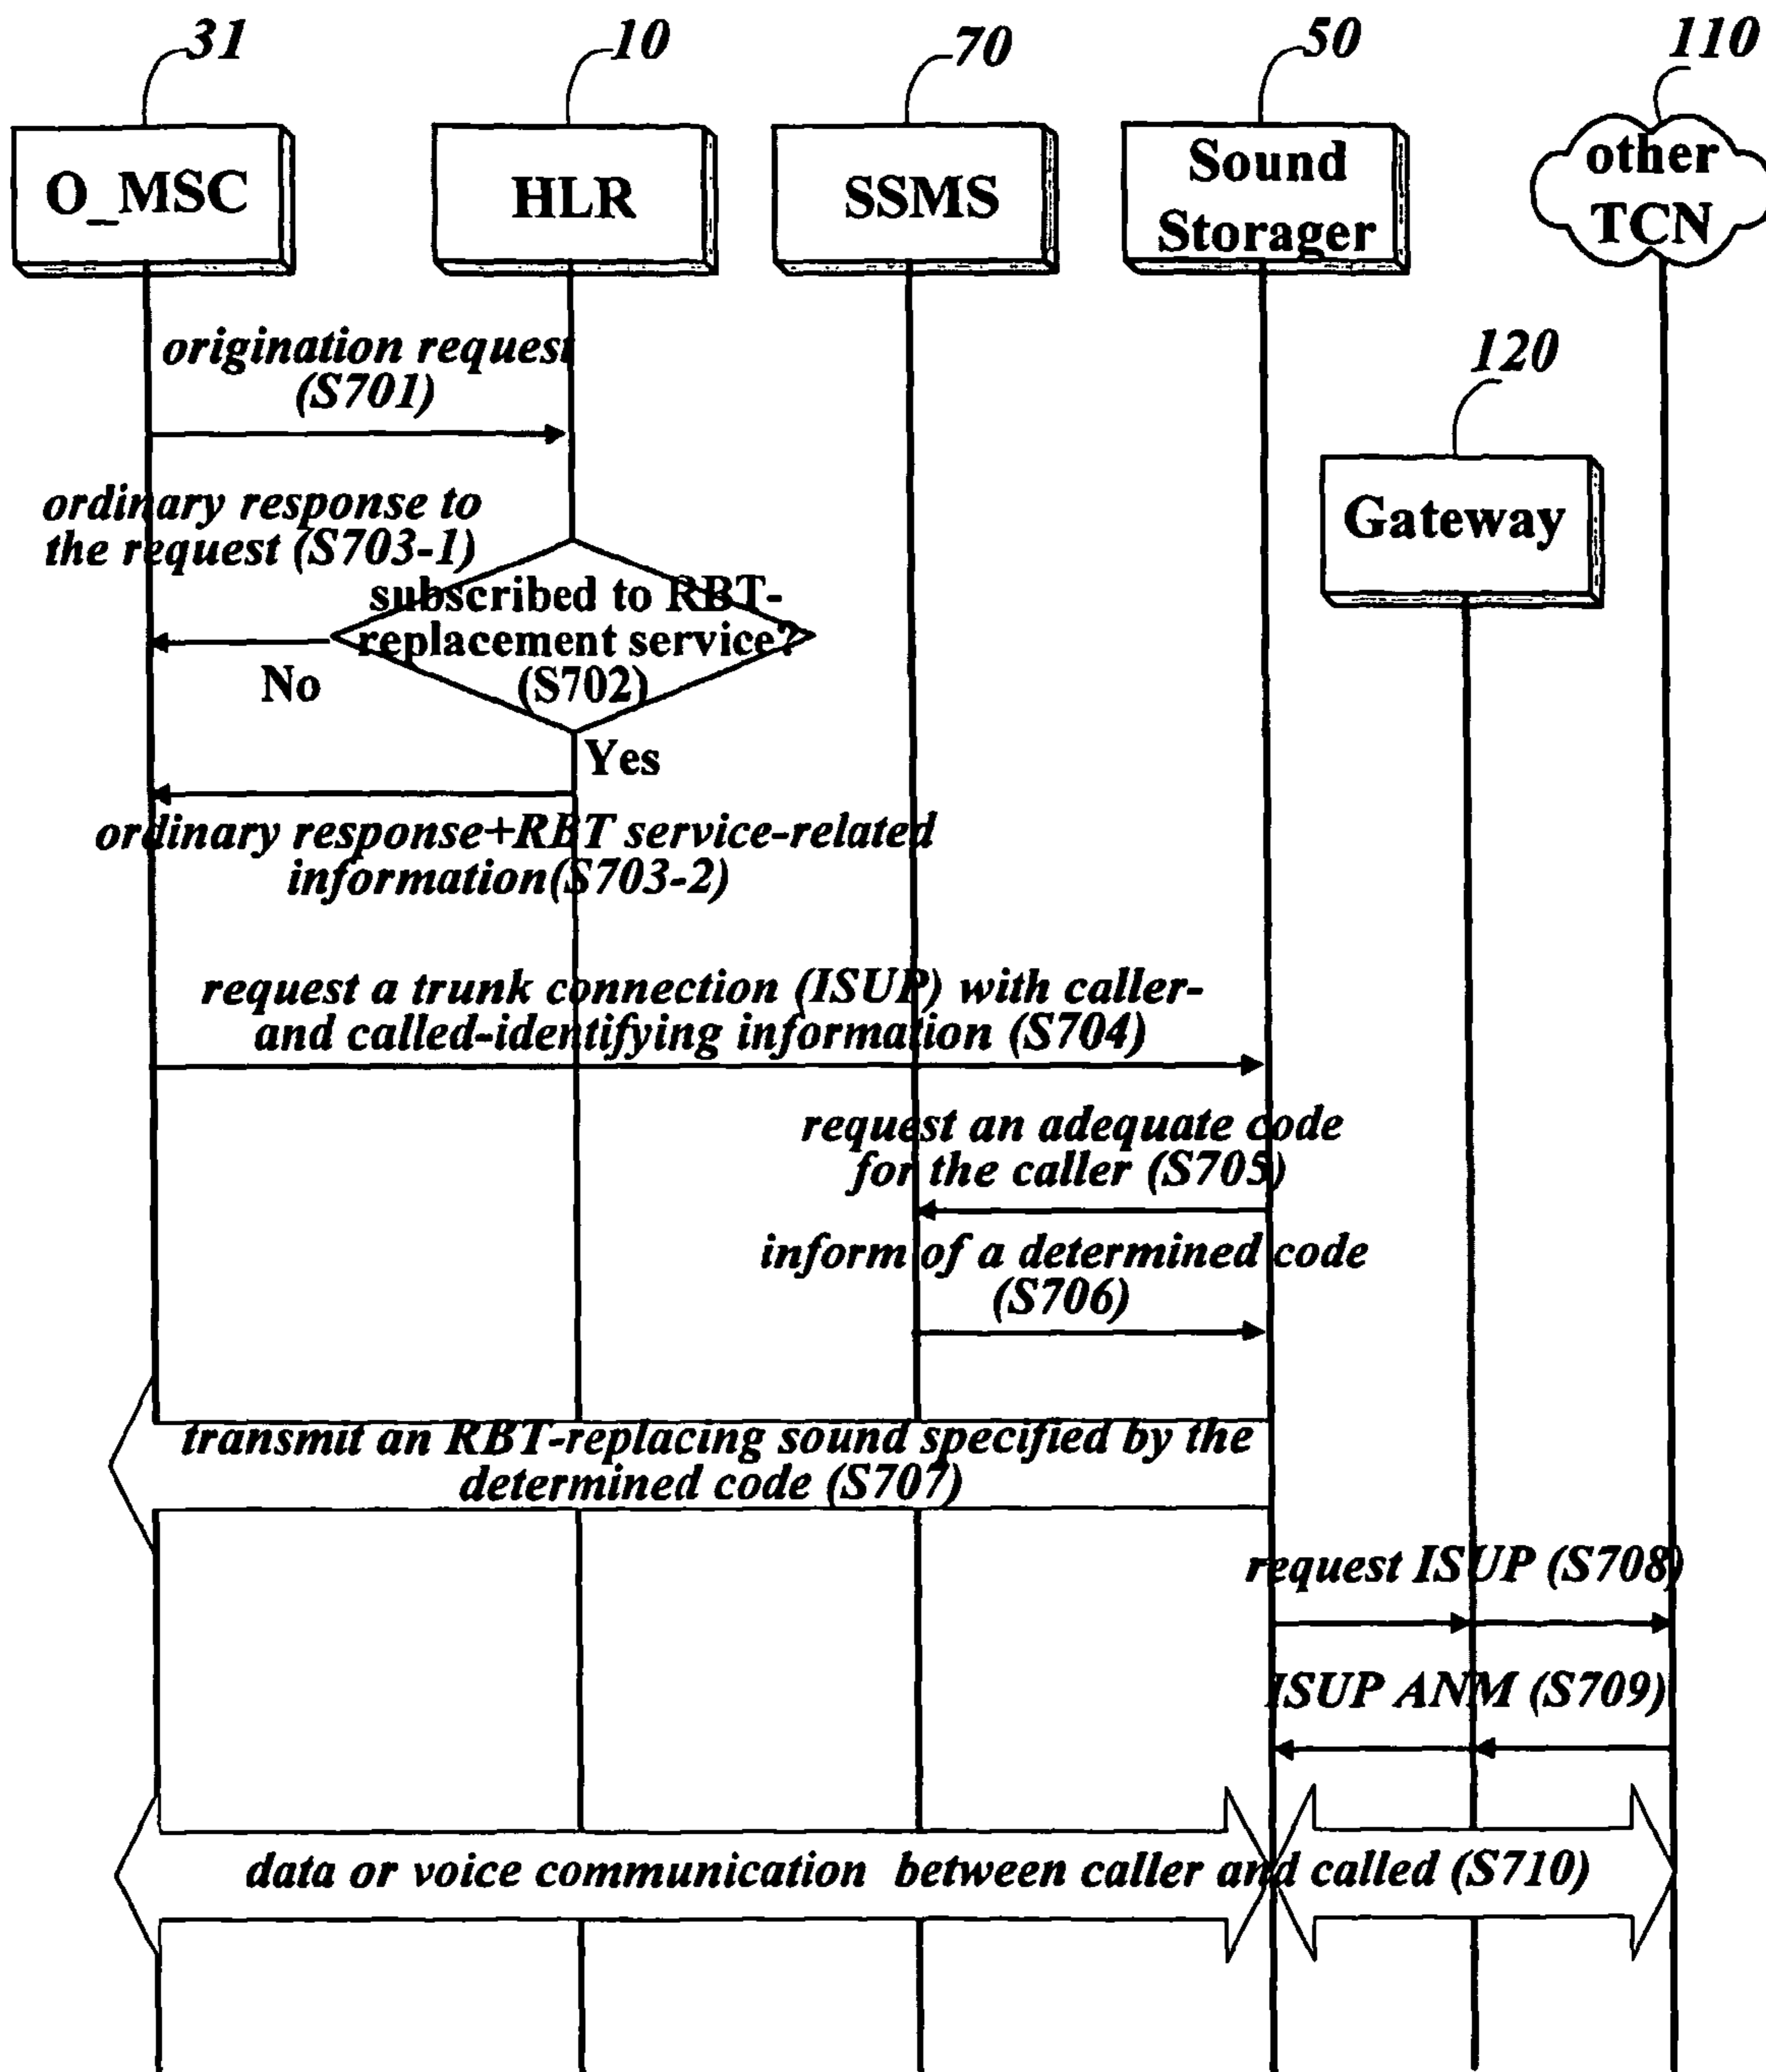 31
10
70
50
110
O_MSC
HLR
SSMS
Sound
Storager
other
TCN
origination request
(S701)
120
Gateway
ordinary response to
the request (S703-1)
subscribed to RBT-
replacement service?
(S702)
No
Yes
ordinary response+RBT service-related
information(S703-2)
request a trunk connection (ISUP) with caller-
and called-identifying information (S704)
request an adequate code
for the caller (S705)
inform of a determined code
(S706)
transmit an RBT-replacing sound specified by the
determined code (S707)
request ISUP (S708)
ISUP ANM (S709)
data or voice communication between caller and called (S710)